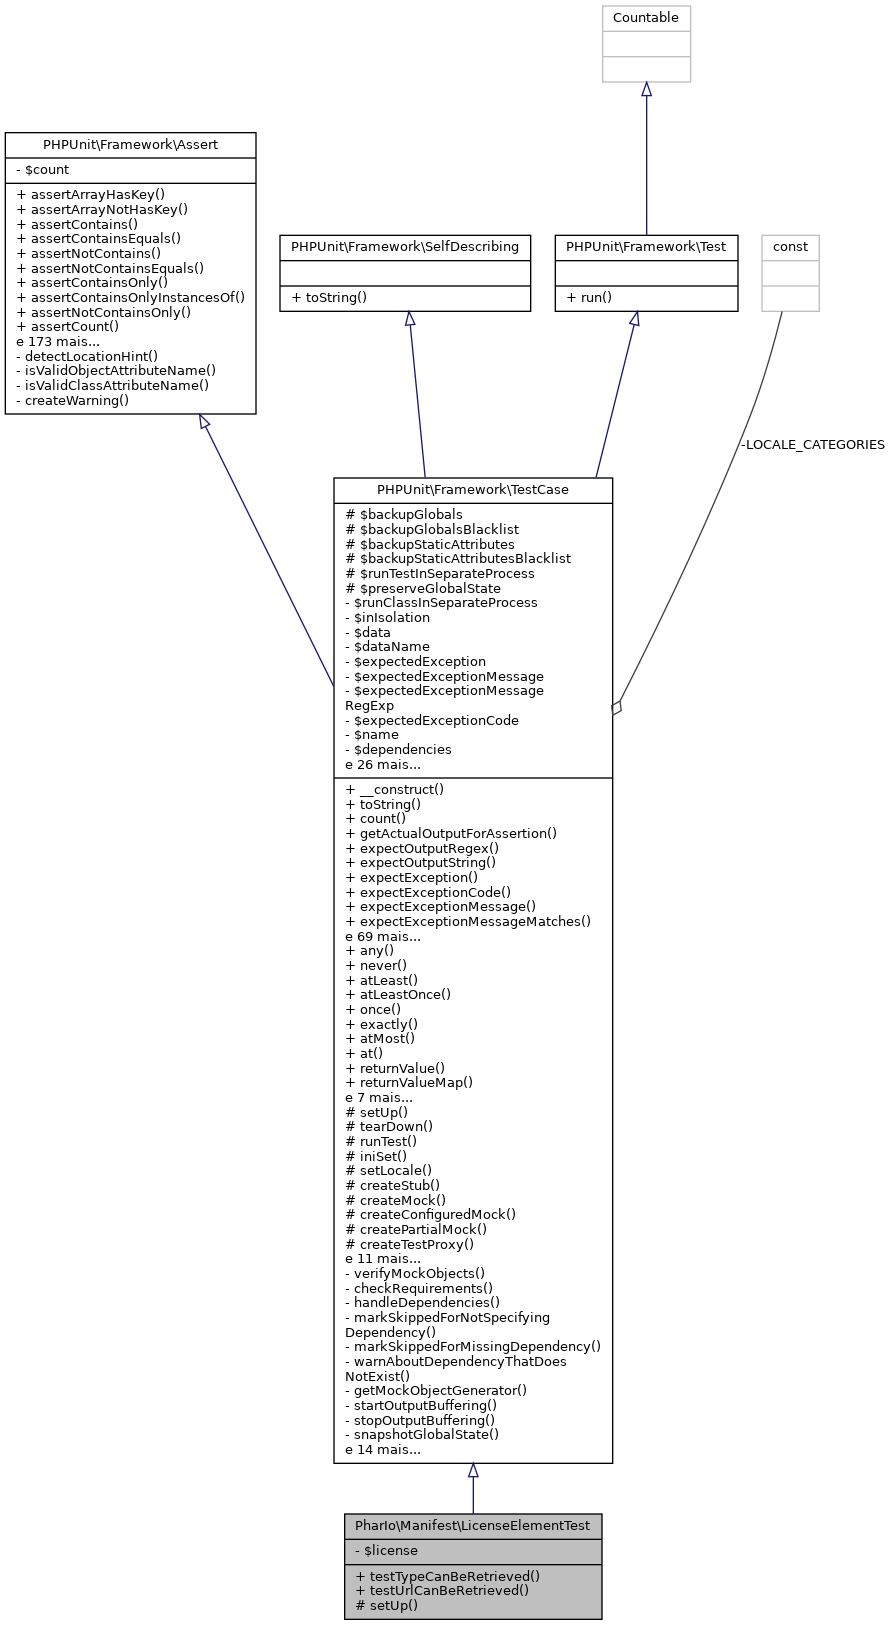 Countable
PHPUnit\Framework\Assert
- $count
+ assertArrayHasKey()
+ assertArrayNotHasKey()
+ assertContains()
+ assertContainsEquals()
+ assertNotContains()
+ assertNotContainsEquals()
+ assertContainsOnly()
+ assertContainsOnlyInstancesOf()
+ assertNotContainsOnly()
+ assertCount()
e 173 mais...
- detectLocationHint()
- isValidObjectAttributeName()
- isValidClassAttributeName()
- createWarning()
PHPUnit\Framework\SelfDescribing
+ toString()
PHPUnit\Framework\Test
+ run()
const
-LOCALE_CATEGORIES
PHPUnit\Framework\TestCase
# $backupGlobals
# $backupGlobalsBlacklist
# $backupStaticAttributes
# $backupStaticAttributesBlacklist
# $runTestInSeparateProcess
# $preserveGlobalState
- $runClassInSeparateProcess
- $inIsolation
- $data
- $dataName
- $expectedException
- $expectedExceptionMessage
- $expectedExceptionMessage
RegExp
- $expectedExceptionCode
- $name
- $dependencies
e 26 mais...
+ __construct()
+ toString()
+ count()
+ getActualOutputForAssertion()
+ expectOutputRegex()
+ expectOutputString()
+ expectException()
+ expectExceptionCode()
+ expectExceptionMessage()
+ expectExceptionMessageMatches()
e 69 mais...
+ any()
+ never()
+ atLeast()
+ atLeastOnce()
+ once()
+ exactly()
+ atMost()
+ at()
+ returnValue()
+ returnValueMap()
e 7 mais...
# setUp()
# tearDown()
# runTest()
# iniSet()
# setLocale()
# createStub()
# createMock()
# createConfiguredMock()
# createPartialMock()
# createTestProxy()
e 11 mais...
- verifyMockObjects()
- checkRequirements()
- handleDependencies()
- markSkippedForNotSpecifying
Dependency()
- markSkippedForMissingDependency()
- warnAboutDependencyThatDoes
NotExist()
- getMockObjectGenerator()
- startOutputBuffering()
- stopOutputBuffering()
- snapshotGlobalState()
e 14 mais...
PharIo\Manifest\LicenseElementTest
- $license
+ testTypeCanBeRetrieved()
+ testUrlCanBeRetrieved()
# setUp()